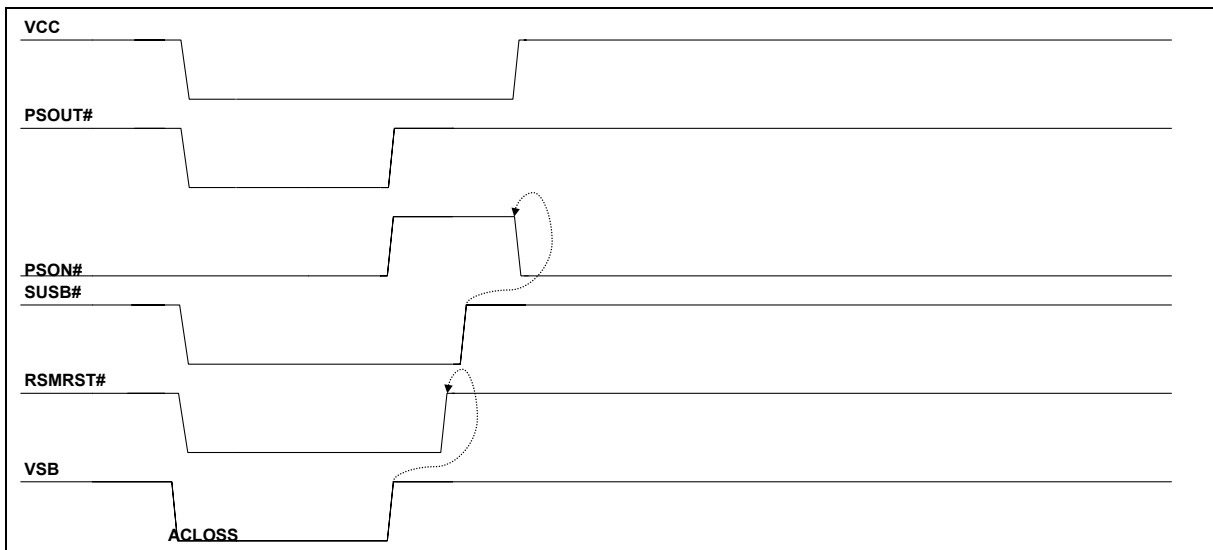 VCC
PSOUT#
PSON#
SUSB#
RSMRST#
VSB
ACLOSS